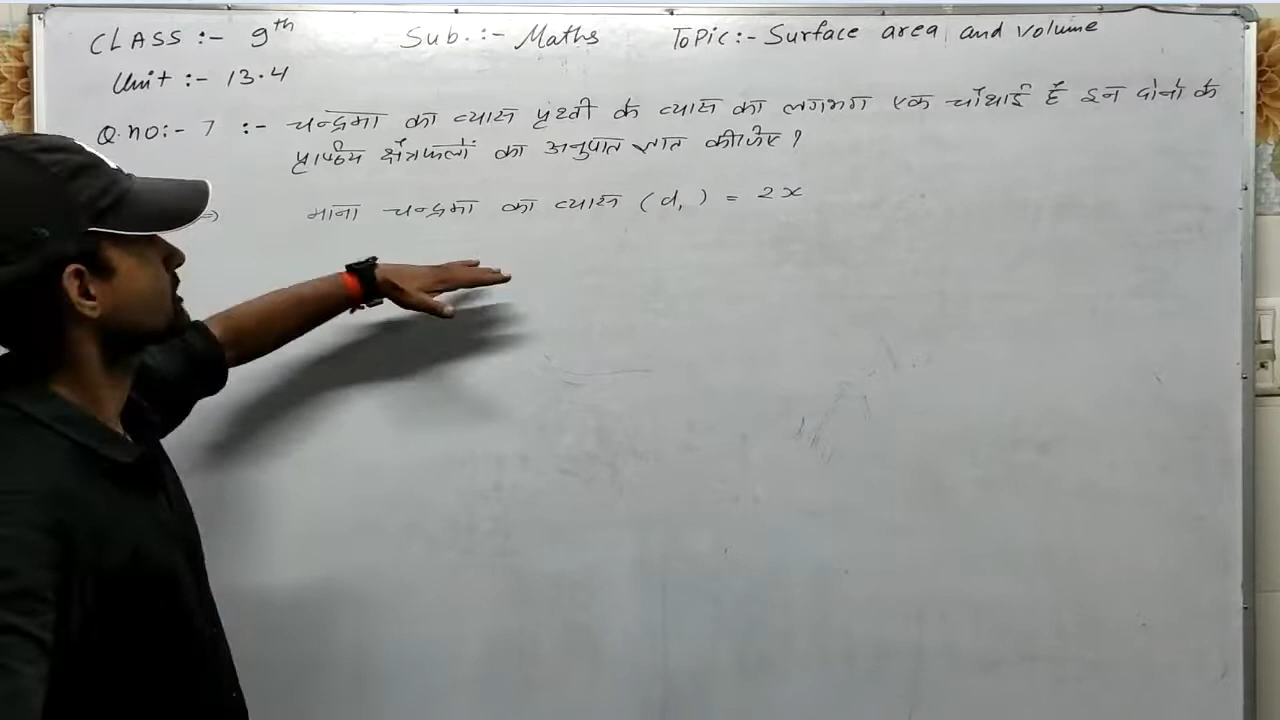 CLASS :- 9th Sub. :- Maths Topic :- Surface area and volume
Unit :- 13.4
Q.no :- 7 :- चन्द्रमा का व्यास पृथ्वी के व्यास का लगभग एक चौथाई है इन दोनो के
पृष्ठीय क्षेत्रफलों का अनुपात ज्ञात कीजिए ?
⇒ माना चन्द्रमा का व्यास (d₁) = 2x